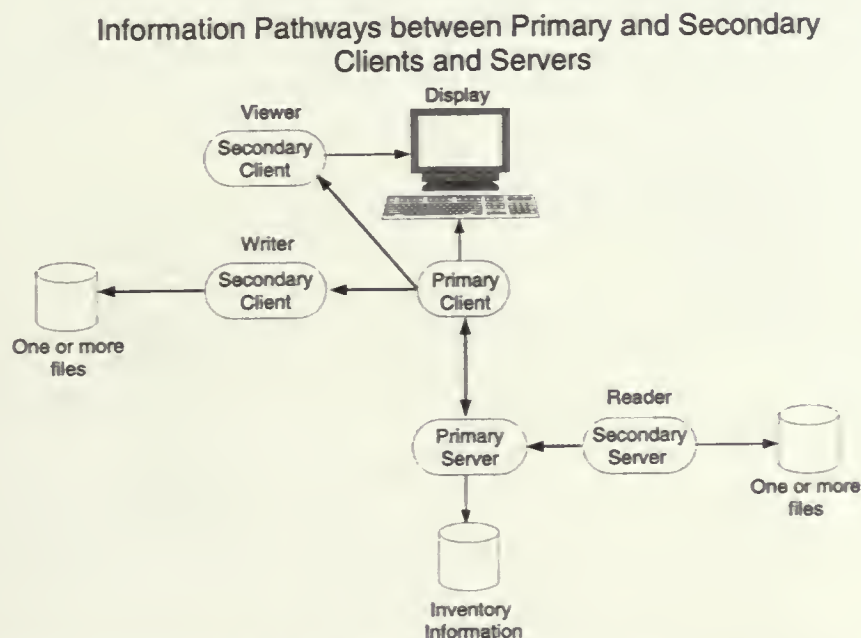 Information Pathways between Primary and Secondary
Clients and Servers
Display
Viewer
Secondary
Client
Writer
Secondary
Client
Primary
Client
One or more
files
Reader
Primary
Server
Secondary
Server
One or more
files
Inventory
Information